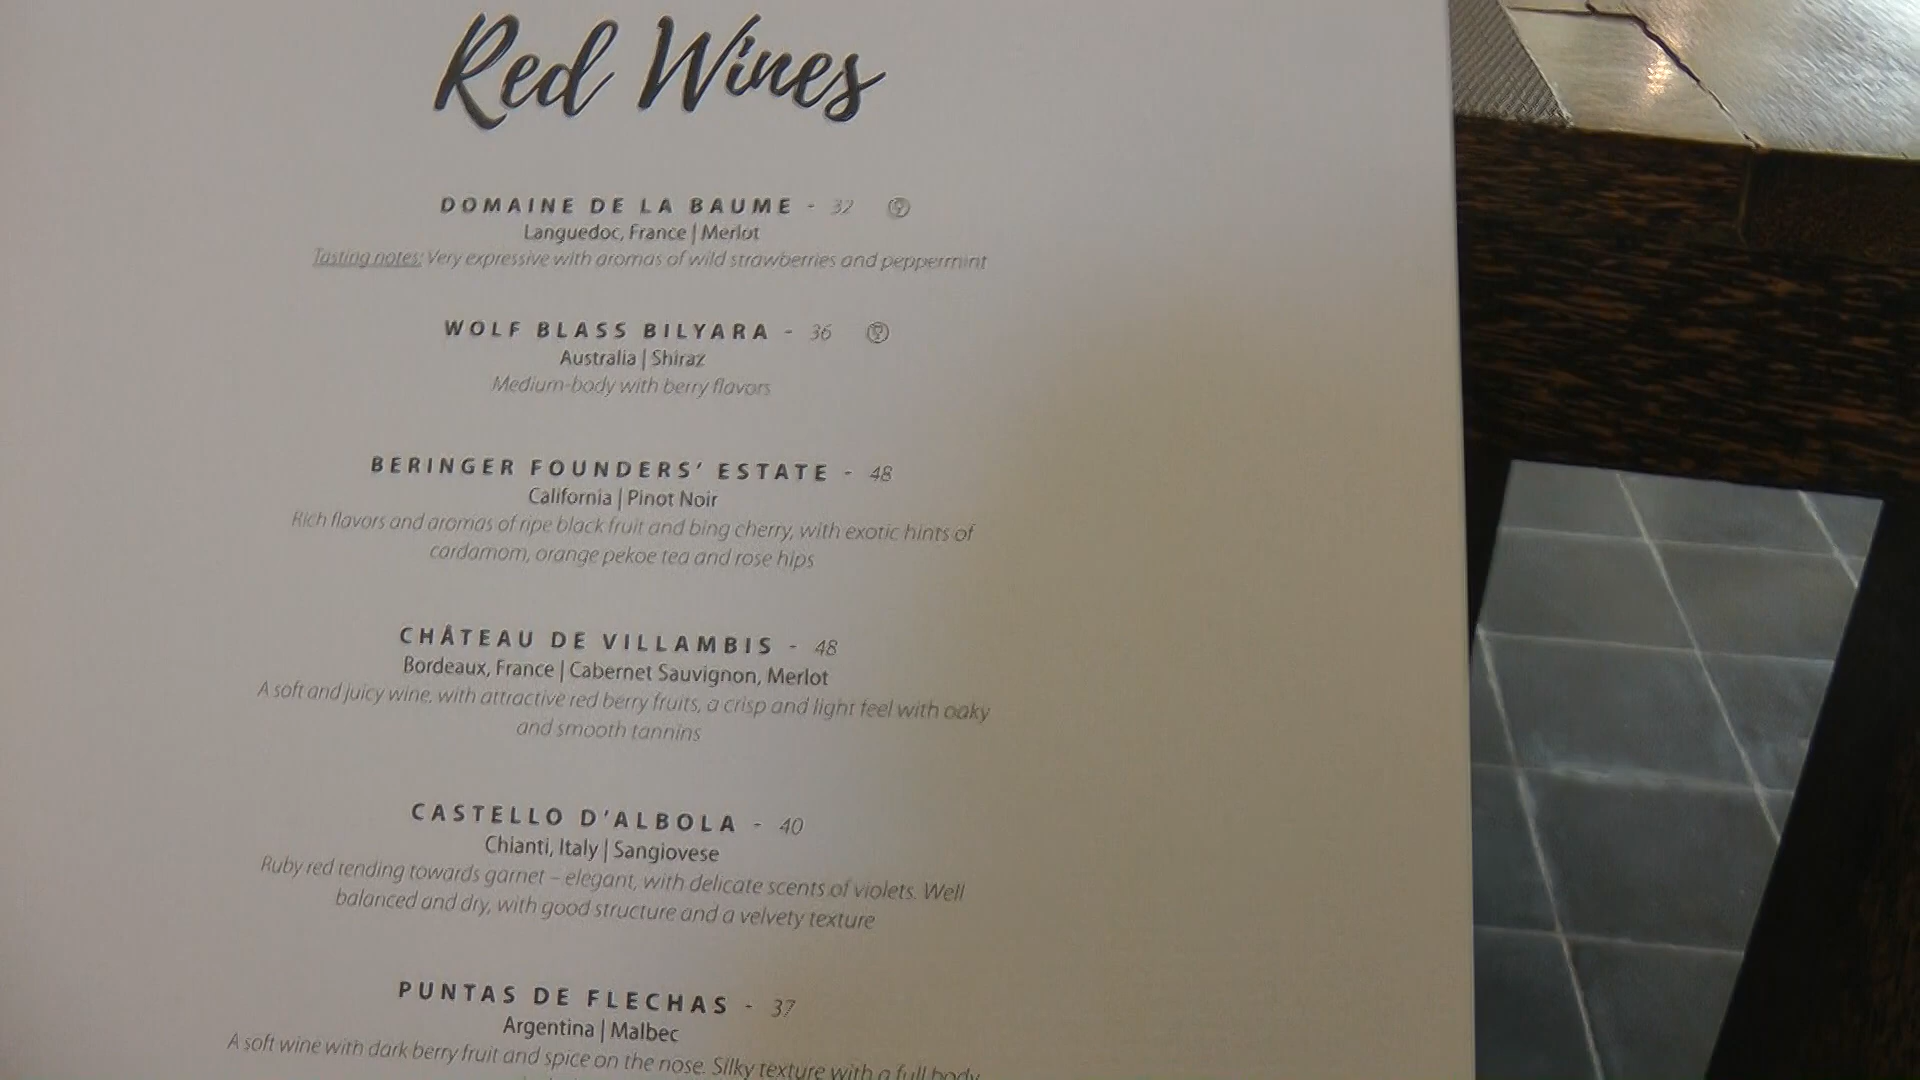 Red Wines
DOMAINE DE LA BAUME - 32
Languedoc, France | Merlot
Tasting notes: Very expressive with aromas of wild strawberries and peppermint
WOLF BLASS BILYARA - 36
Australia | Shiraz
Medium-body with berry flavors
BERINGER FOUNDERS' ESTATE - 48
California | Pinot Noir
Rich flavors and aromas of ripe black fruit and bing cherry, with exotic hints of
cardamom, orange pekoe tea and rose hips
CHÂTEAU DE VILLAMBIS - 48
Bordeaux, France | Cabernet Sauvignon, Merlot
A soft and juicy wine, with attractive red berry fruits, a crisp and light feel with oaky
and smooth tannins
CASTELLO D'ALBOLA - 40
Chianti, Italy | Sangiovese
Ruby red tending towards garnet – elegant, with delicate scents of violets. Well
balanced and dry, with good structure and a velvety texture
PUNTAS DE FLECHAS - 37
Argentina | Malbec
A soft wine with dark berry fruit and spice on the nose. Silky texture with a full body